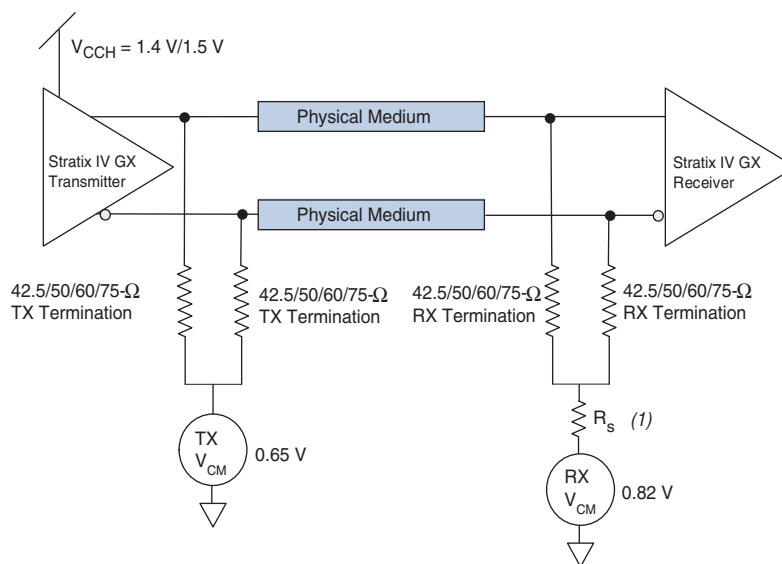 V_CCH = 1.4 V/1.5 V
Physical Medium
Stratix IV GX
Transmitter
Stratix IV GX
Receiver
Physical Medium
42.5/50/60/75-Ω
TX Termination
42.5/50/60/75-Ω
TX Termination
42.5/50/60/75-Ω
RX Termination
42.5/50/60/75-Ω
RX Termination
R_s (1)
TX
V_CM
0.65 V
RX
V_CM
0.82 V